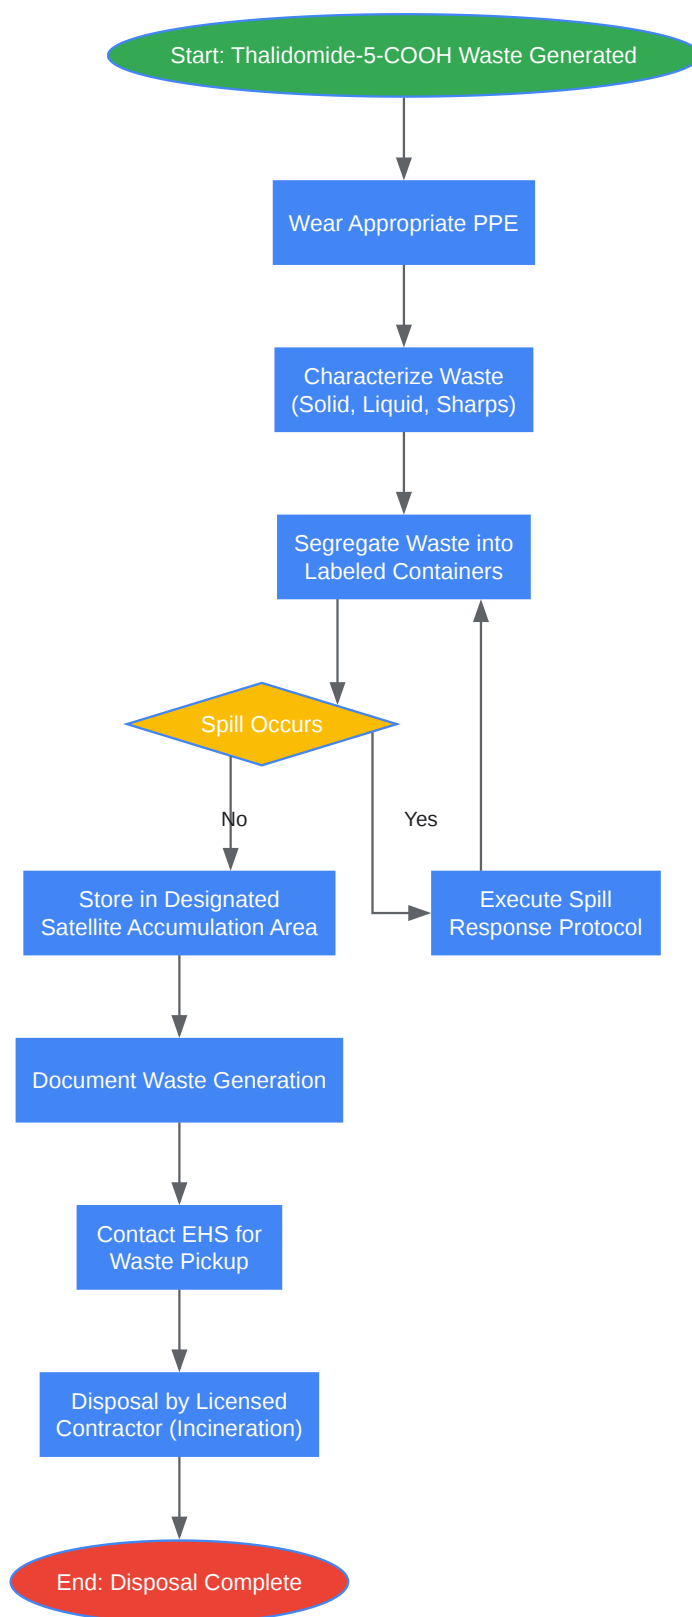 Start: Thalidomide-5-COOH Waste Generated
Wear Appropriate PPE
Characterize Waste
(Solid, Liquid, Sharps)
Segregate Waste into
Labeled Containers
Spill Occurs
No
Yes
Store in Designated
Satellite Accumulation Area
Execute Spill
Response Protocol
Document Waste Generation
Contact EHS for
Waste Pickup
Disposal by Licensed
Contractor (Incineration)
End: Disposal Complete